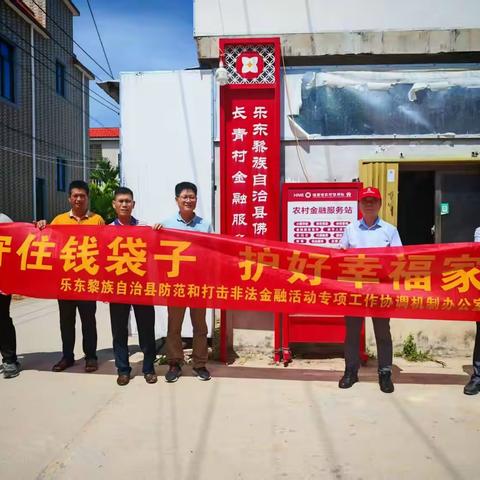 乐东黎族自治县佛
长青村金融服
HNB
农村金融服务站
守住钱袋子 护好幸福家
乐东黎族自治县防范和打击非法金融活动专项工作协调机制办公室